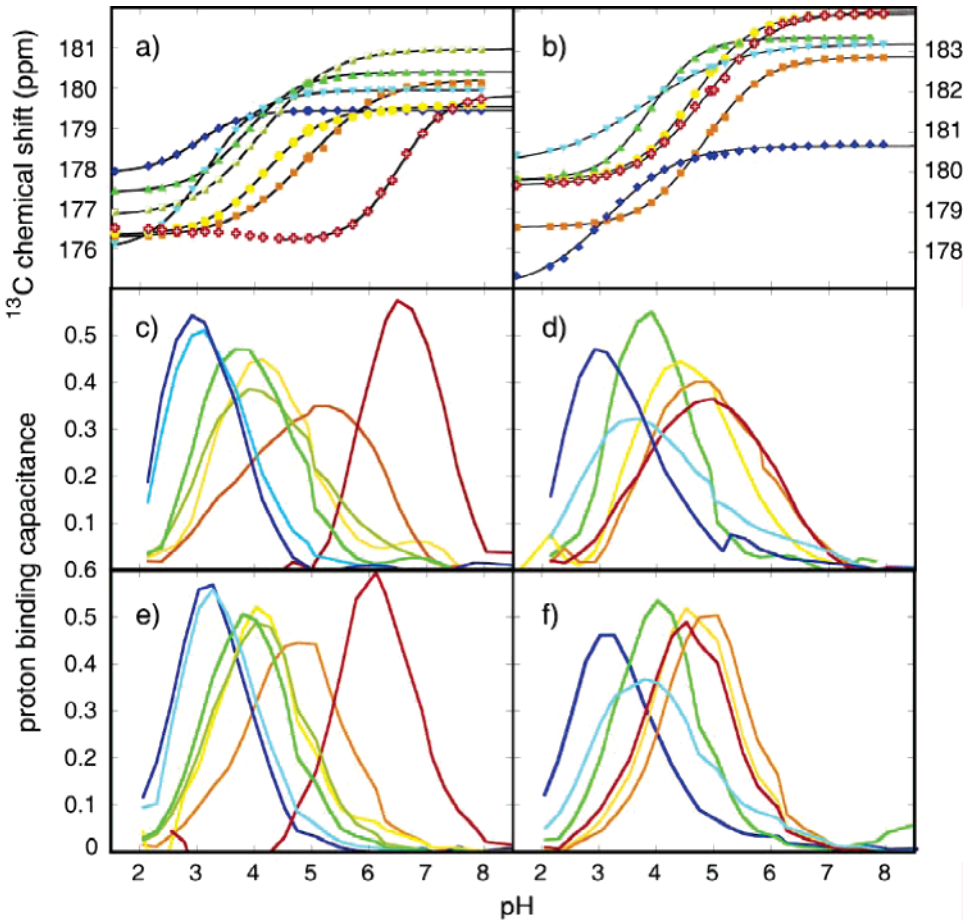 a)
b)
181
180
179
178
177
176
183
182
181
180
179
178
¹³C chemical shift (ppm)
c)
d)
0.5
0.4
0.3
0.2
0.1
0.6
e)
f)
0.6
0.5
0.4
0.3
0.2
0.1
0
proton binding capacitance
2 3 4 5 6 7 8 2 3 4 5 6 7 8
pH